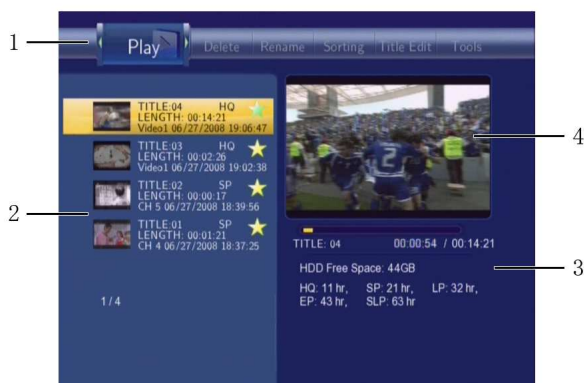 1
Play Delete Rename Sorting Title Edit Tools
TITLE:04 HQ
LENGTH: 00:14:21
Video1 06/27/2008 19:06:47
TITLE:03 HQ
LENGTH: 00:02:26
Video1 06/27/2008 19:02:38
TITLE:02 SP
LENGTH: 00:00:17
CH 5 06/27/2008 18:39:56
TITLE:01 SP
LENGTH: 00:01:21
CH 4 06/27/2008 18:37:25
2
1/4
2
4
TITLE: 04 00:00:54 / 00:14:21
HDD Free Space: 44GB
3
HQ: 11 hr, SP: 21 hr, LP: 32 hr,
EP: 43 hr, SLP: 63 hr